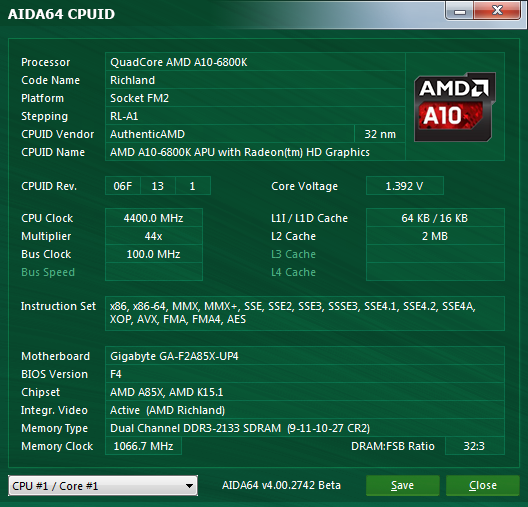 AIDA64 CPUID
Processor QuadCore AMD A10-6800K
Code Name Richland
Platform Socket FM2
Stepping RL-A1
CPUID Vendor AuthenticAMD 32 nm
CPUID Name AMD A10-6800K APU with Radeon(tm) HD Graphics
AMD
A10
CPUID Rev. 06F 13 1 Core Voltage 1.392 V
CPU Clock 4400.0 MHz L1I / L1D Cache 64 KB / 16 KB
Multiplier 44x L2 Cache 2 MB
Bus Clock 100.0 MHz L3 Cache
Bus Speed L4 Cache
Instruction Set x86, x86-64, MMX, MMX+, SSE, SSE2, SSE3, SSSE3, SSE4.1, SSE4.2, SSE4A,
XOP, AVX, FMA, FMA4, AES
Motherboard Gigabyte GA-F2A85X-UP4
BIOS Version F4
Chipset AMD A85X, AMD K15.1
Integr. Video Active (AMD Richland)
Memory Type Dual Channel DDR3-2133 SDRAM (9-11-10-27 CR2)
Memory Clock 1066.7 MHz DRAM:FSB Ratio 32:3
CPU #1 / Core #1 AIDA64 v4.00.2742 Beta Save Close